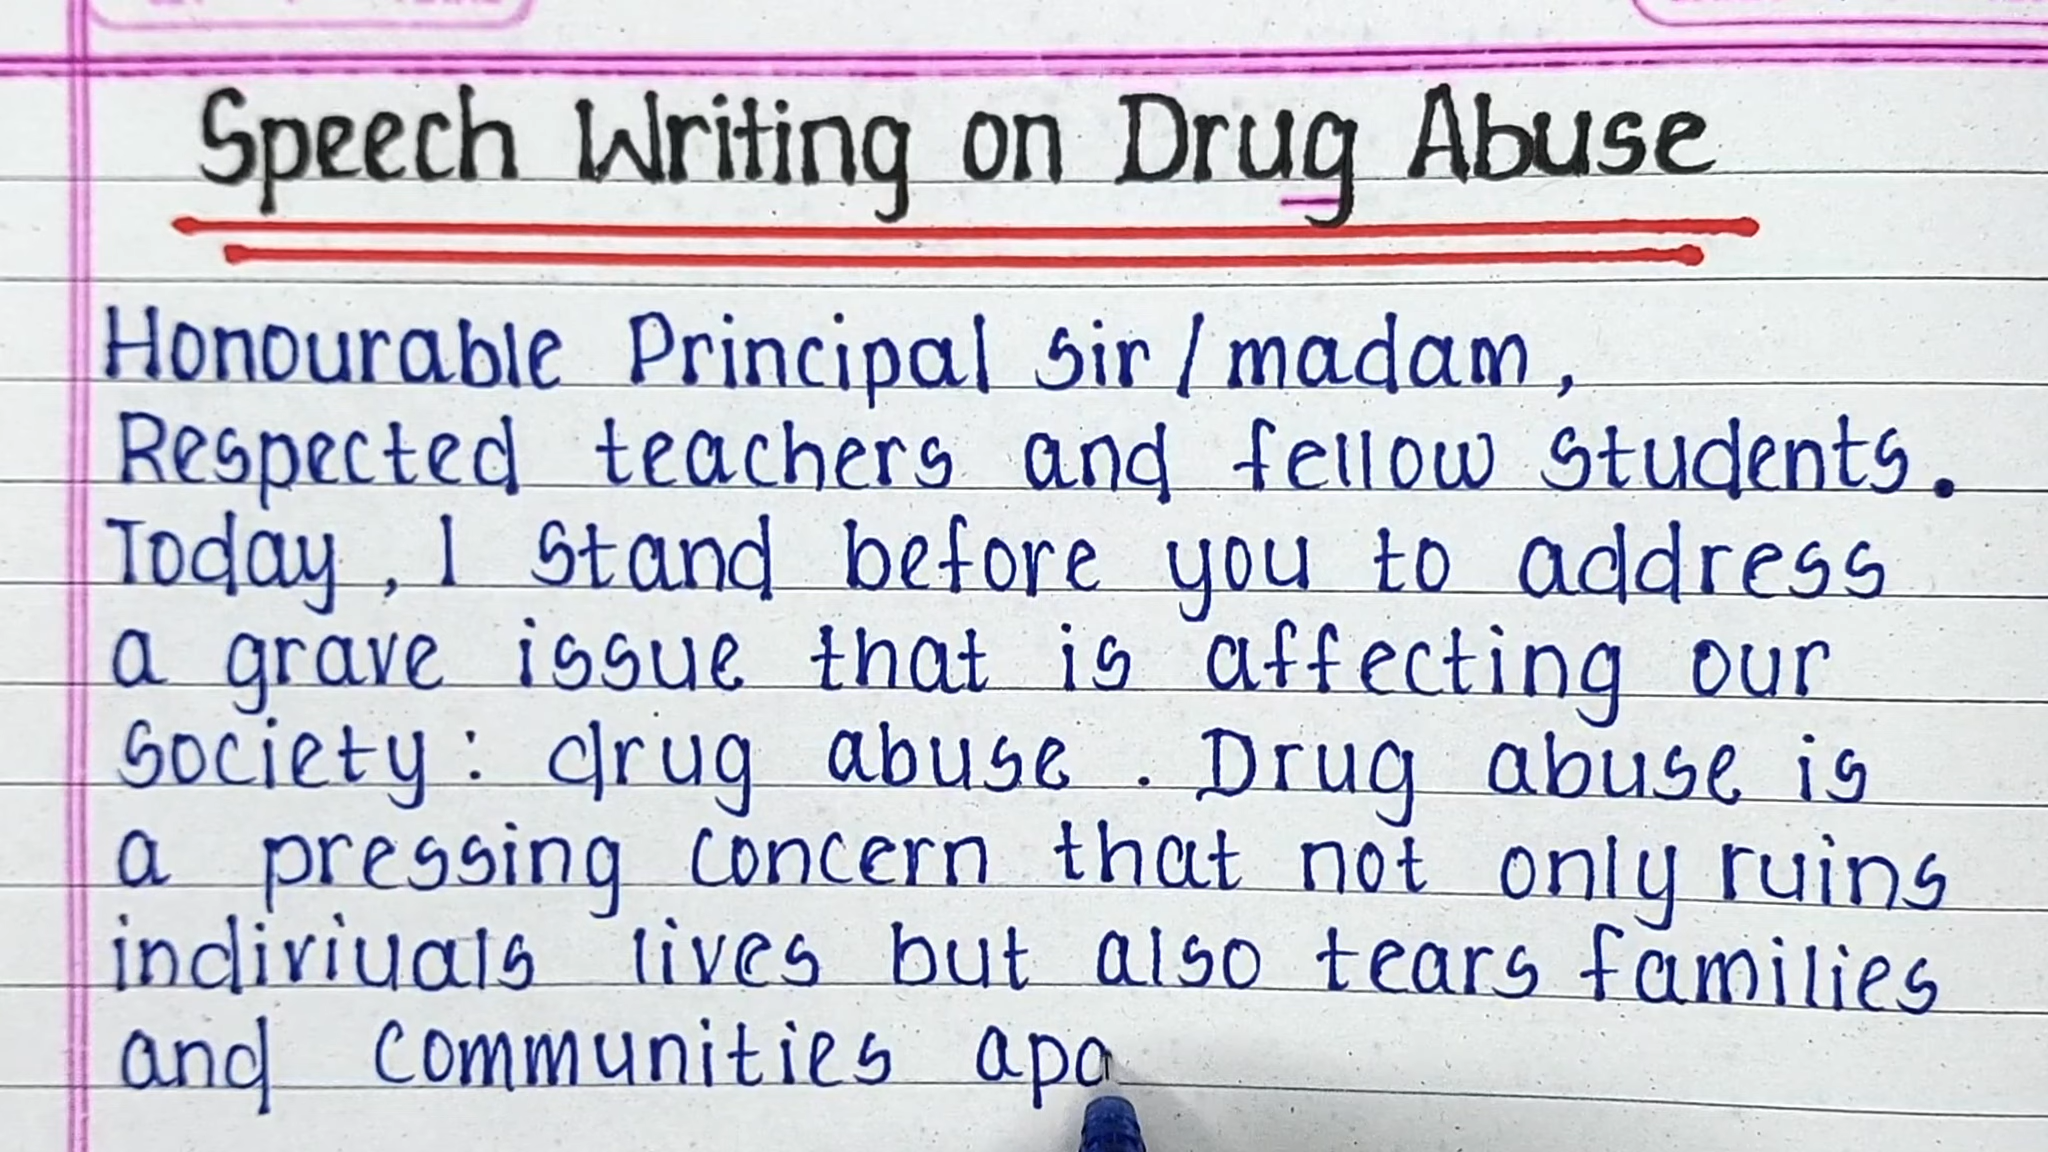 Speech Writing on Drug Abuse
Honourable Principal sir/madam,
Respected teachers and fellow students.
Today, I stand before you to address
a grave issue that is affecting our
society: drug abuse. Drug abuse is
a pressing concern that not only ruins
indiriuals lives but also tears families
and communities apa